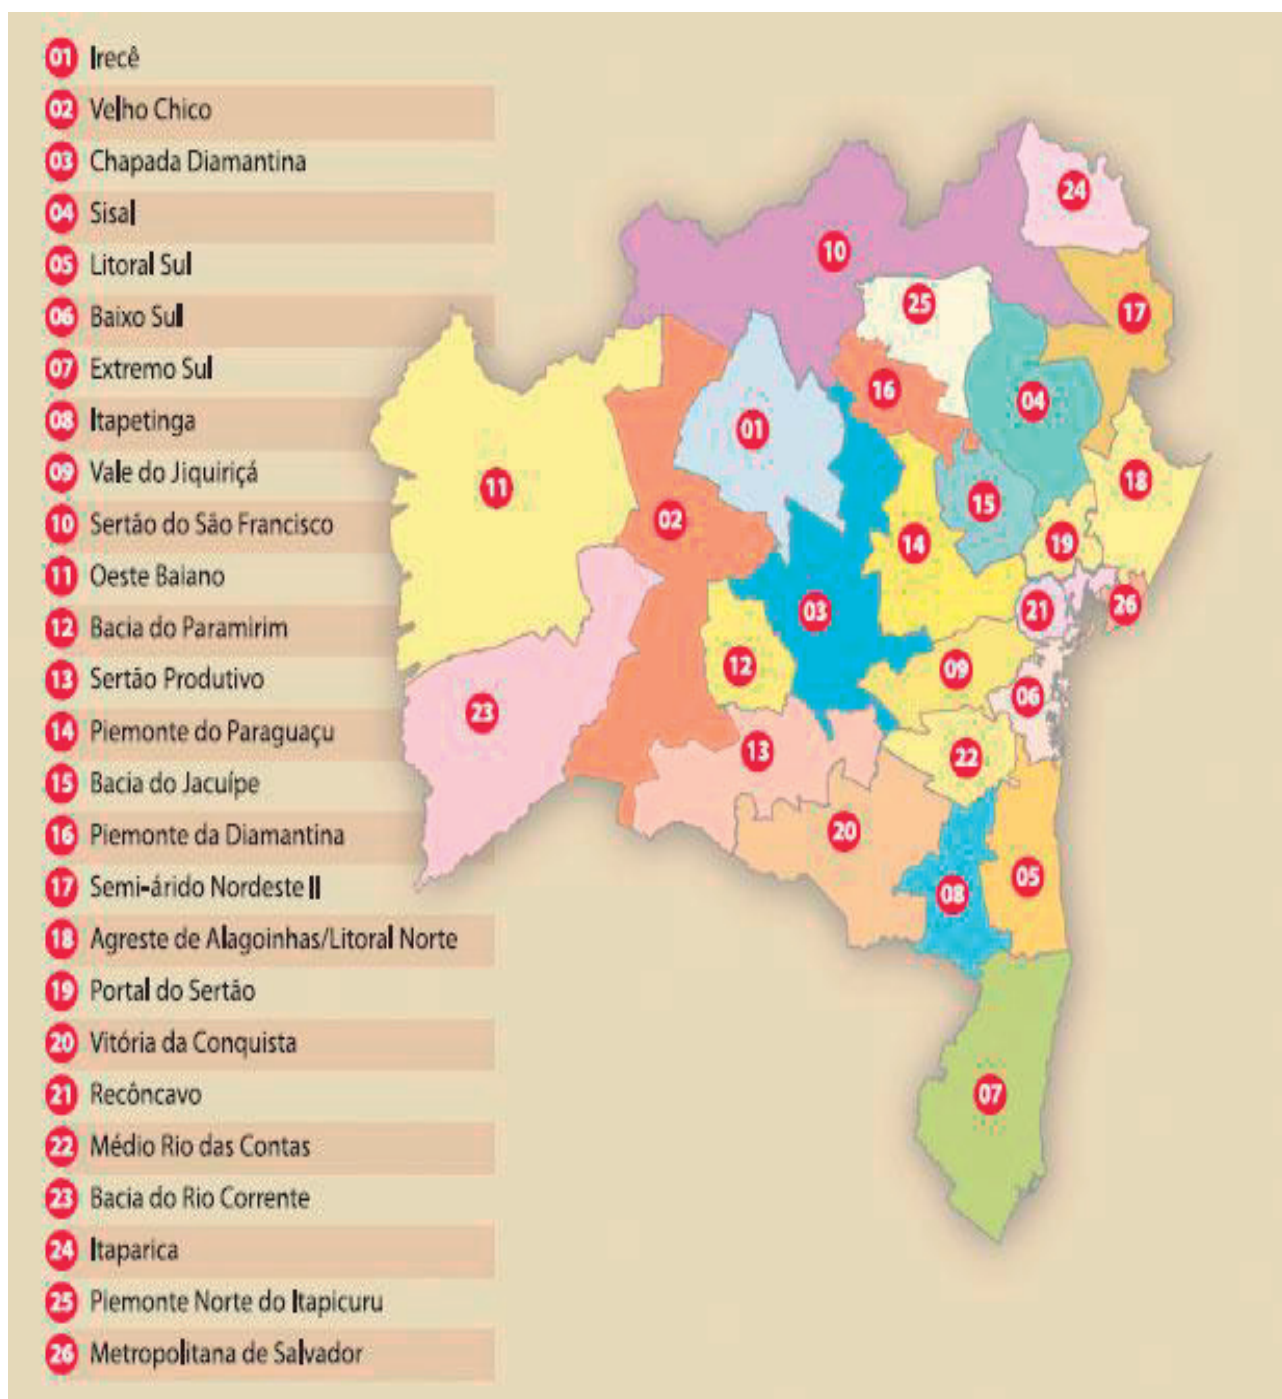 01 Irecê
02 Velho Chico
03 Chapada Diamantina
04 Sisal
05 Litoral Sul
06 Baixo Sul
07 Extremo Sul
08 Itapetinga
09 Vale do Jiquiriçá
10 Sertão do São Francisco
11 Oeste Baiano
12 Bacia do Paramirim
13 Sertão Produtivo
14 Piemonte do Paraguaçu
15 Bacia do Jacuípe
16 Piemonte da Diamantina
17 Semi-árido Nordeste II
18 Agreste de Alagoinhas/Litoral Norte
19 Portal do Sertão
20 Vitória da Conquista
21 Recôncavo
22 Médio Rio das Contas
23 Bacia do Rio Corrente
24 Itaparica
25 Piemonte Norte do Itapicuru
26 Metropolitana de Salvador
24
10
25
17
16
04
01
18
11
15
02
14
19
03
21
26
12
09
06
23
13
22
20
05
08
07